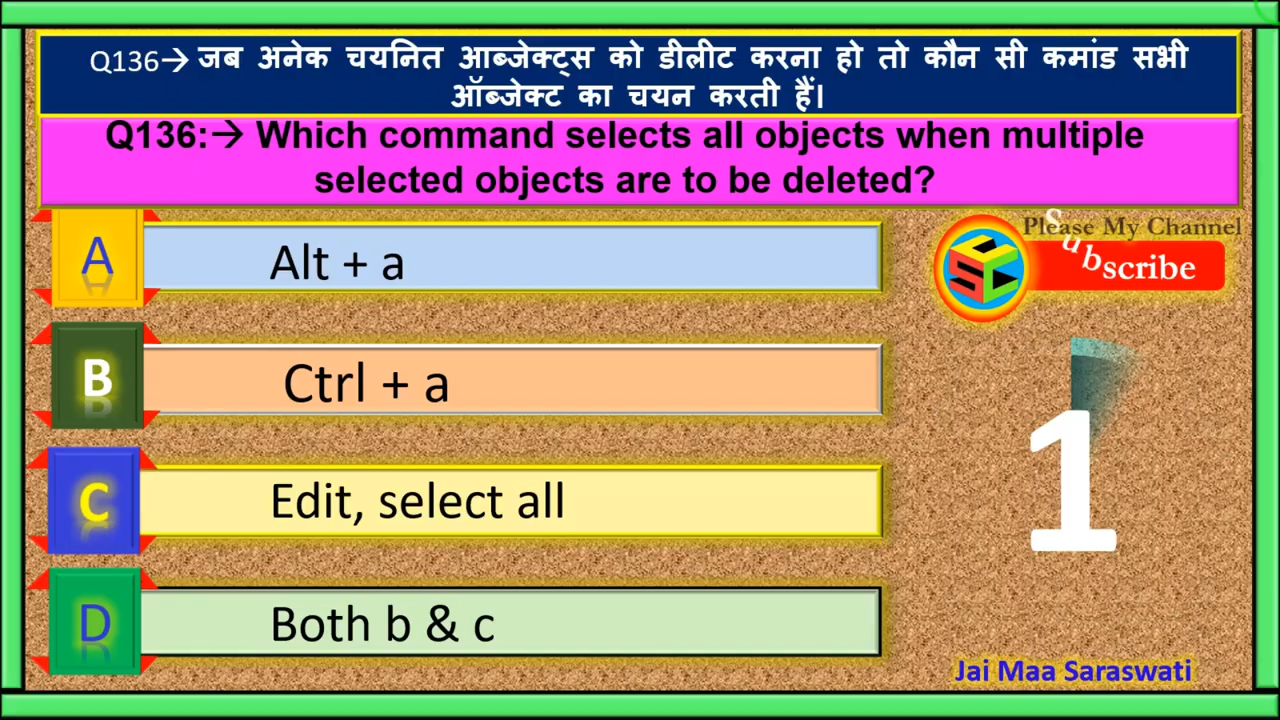 Q136→ जब अनेक चयनित आब्जेक्ट्स को डीलीट करना हो तो कौन सी कमांड सभी
ऑब्जेक्ट का चयन करती हैं।
Q136:→ Which command selects all objects when multiple
selected objects are to be deleted?
A
Alt + a
Please My Channel
Subscribe
SCC
B
Ctrl + a
1
C
Edit, select all
D
Both b & c
Jai Maa Saraswati